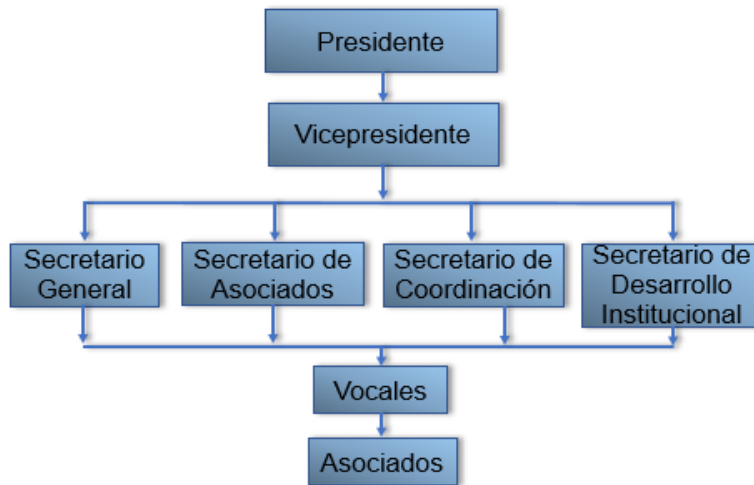 Presidente
Vicepresidente
Secretario
General
Secretario de
Asociados
Secretario de
Coordinación
Secretario de
Desarrollo
Institucional
Vocales
Asociados